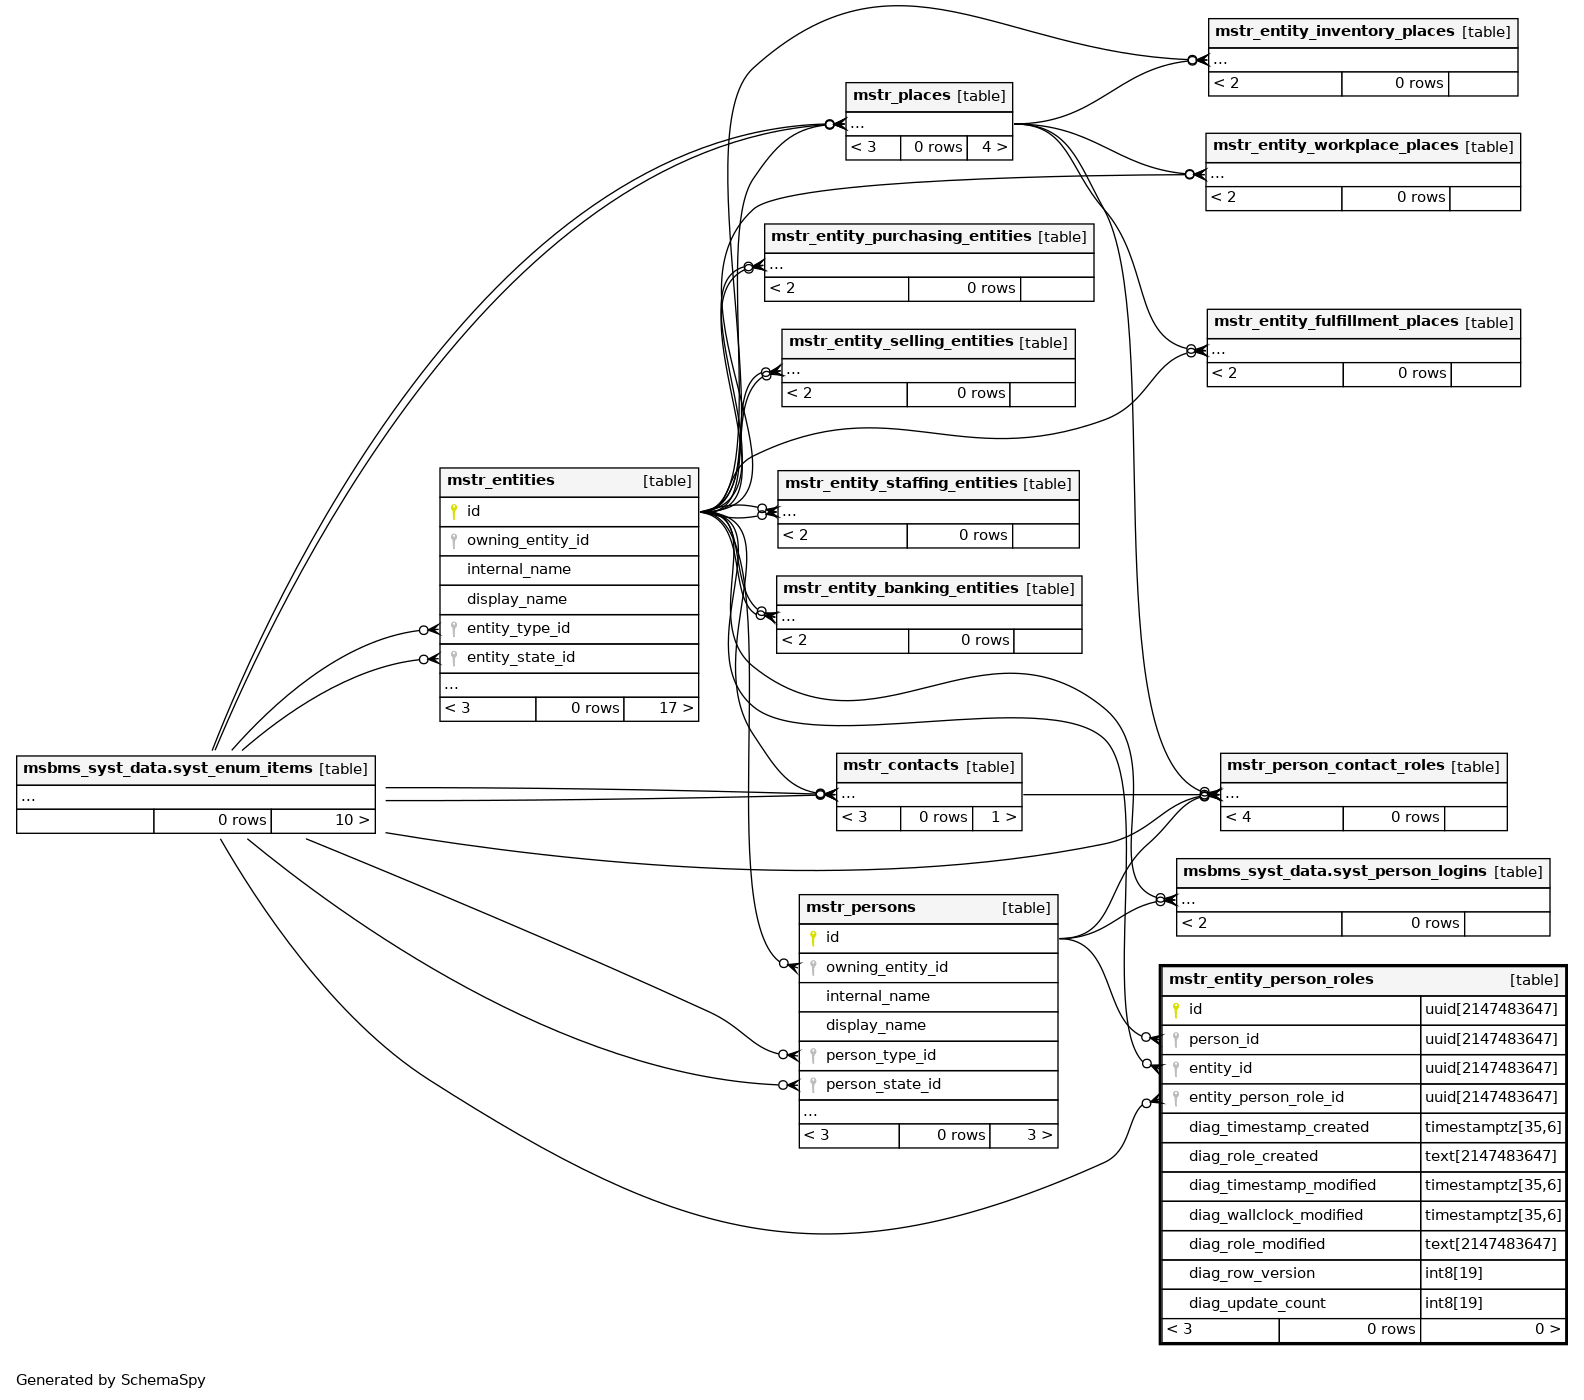 mstr_entity_inventory_places [table]
...
< 2 0 rows
mstr_places [table]
...
< 3 0 rows 4 >
mstr_entity_workplace_places [table]
...
< 2 0 rows
mstr_entity_purchasing_entities [table]
...
< 2 0 rows
mstr_entity_fulfillment_places [table]
...
< 2 0 rows
mstr_entity_selling_entities [table]
...
< 2 0 rows
mstr_entities [table]
id
owning_entity_id
internal_name
display_name
entity_type_id
entity_state_id
...
< 3 0 rows 17 >
mstr_entity_staffing_entities [table]
...
< 2 0 rows
mstr_entity_banking_entities [table]
...
< 2 0 rows
msbms_syst_data.syst_enum_items [table]
...
0 rows 10 >
mstr_contacts [table]
...
< 3 0 rows 1 >
mstr_person_contact_roles [table]
...
< 4 0 rows
msbms_syst_data.syst_person_logins [table]
...
< 2 0 rows
mstr_persons [table]
id
owning_entity_id
internal_name
display_name
person_type_id
person_state_id
...
< 3 0 rows 3 >
mstr_entity_person_roles [table]
id uuid[2147483647]
person_id uuid[2147483647]
entity_id uuid[2147483647]
entity_person_role_id uuid[2147483647]
diag_timestamp_created timestamptz[35,6]
diag_role_created text[2147483647]
diag_timestamp_modified timestamptz[35,6]
diag_wallclock_modified timestamptz[35,6]
diag_role_modified text[2147483647]
diag_row_version int8[19]
diag_update_count int8[19]
< 3 0 rows 0 >
Generated by SchemaSpy